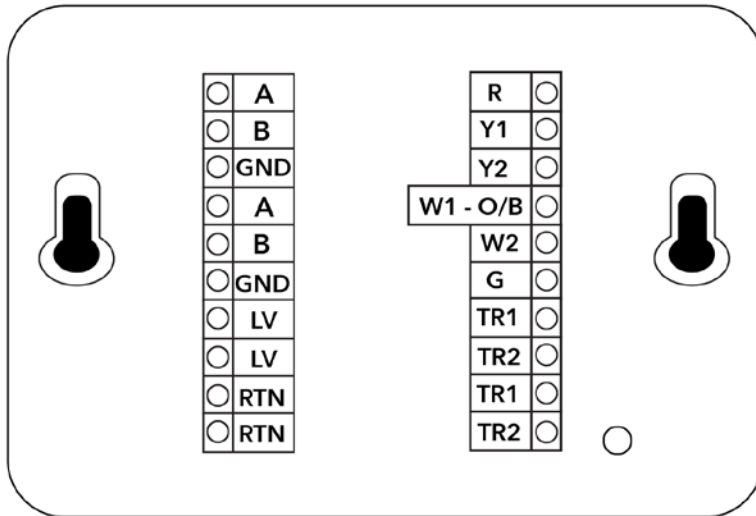 A
B
GND
A
B
GND
LV
LV
RTN
RTN
R
Y1
Y2
W1 - O/B
W2
G
TR1
TR2
TR1
TR2